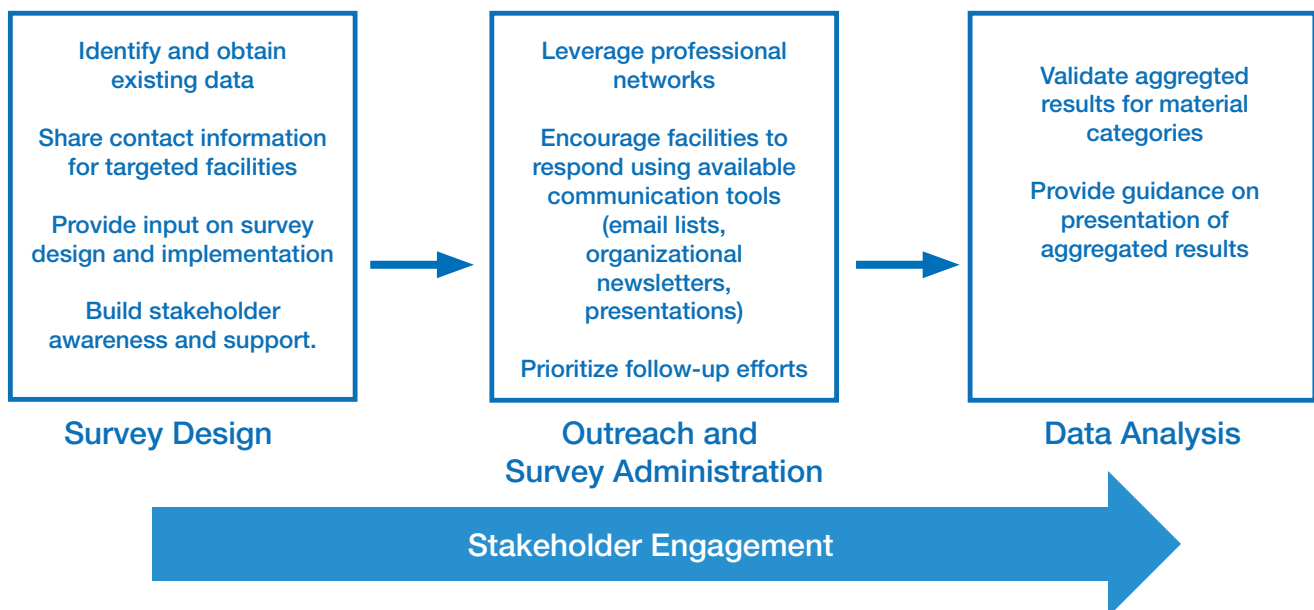 Identify and obtain
existing data
Share contact information
for targeted facilities
Provide input on survey
design and implementation
Build stakeholder
awareness and support.
Survey Design
Leverage professional
networks
Encourage facilities to
respond using available
communication tools
(email lists,
organizational
newsletters,
presentations)
Prioritize follow-up efforts
Outreach and
Survey Administration
Validate aggregted
results for material
categories
Provide guidance on
presentation of
aggregated results
Data Analysis
Stakeholder Engagement